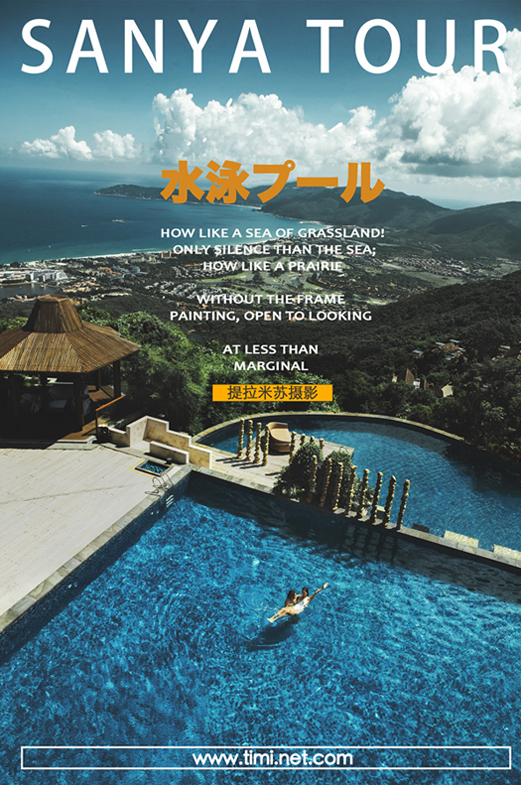 SANYA TOUR
水泳プール
HOW LIKE A SEA OF GRASSLAND!
ONLY SILENCE THAN THE SEA;
HOW LIKE A PRAIRIE
WITHOUT THE FRAME
PAINTING, OPEN TO LOOKING
AT LESS THAN
MARGINAL
提拉米苏摄影
www.timi.net.com